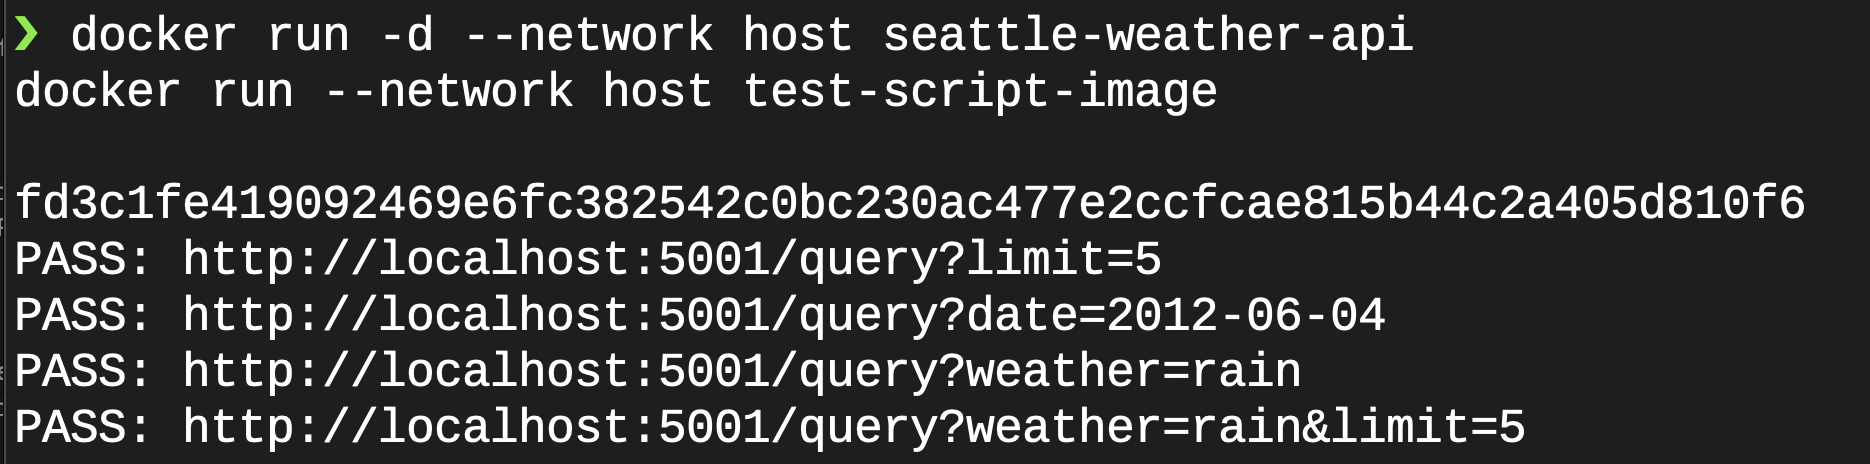 ❯ docker run -d --network host seattle-weather-api
docker run --network host test-script-image
fd3c1fe419092469e6fc382542c0bc230ac477e2ccfcae815b44c2a405d810f6
PASS: http://localhost:5001/query?limit=5
PASS: http://localhost:5001/query?date=2012-06-04
PASS: http://localhost:5001/query?weather=rain
PASS: http://localhost:5001/query?weather=rain&limit=5